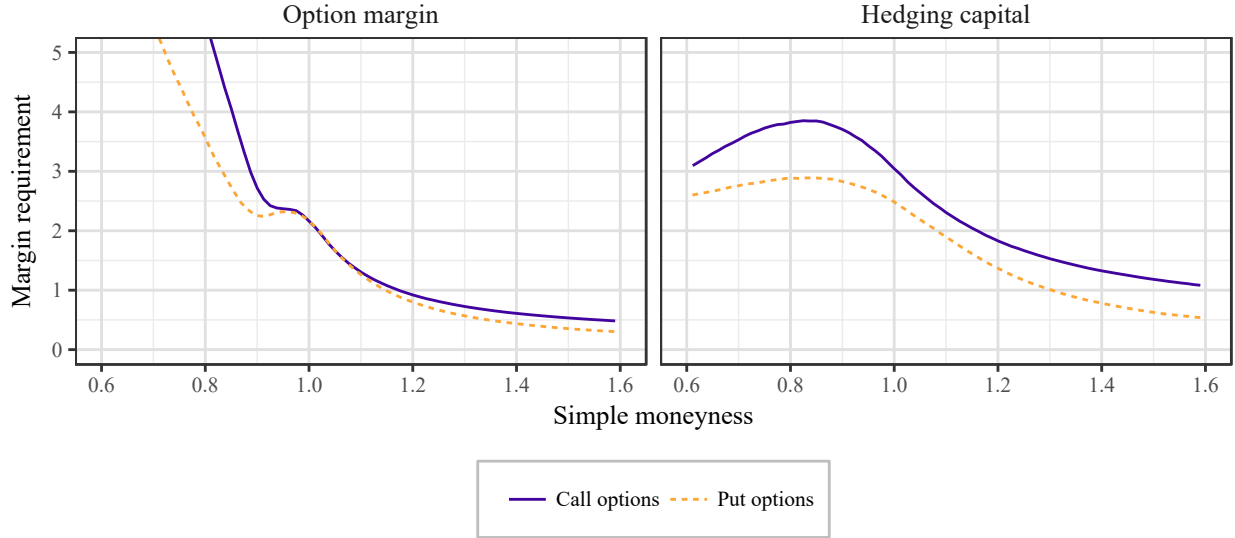 Option margin
Hedging capital
Margin requirement
5
4
3
2
1
0
0.6 0.8 1.0 1.2 1.4 1.6
0.6 0.8 1.0 1.2 1.4 1.6
Simple moneyness
Call options
Put options